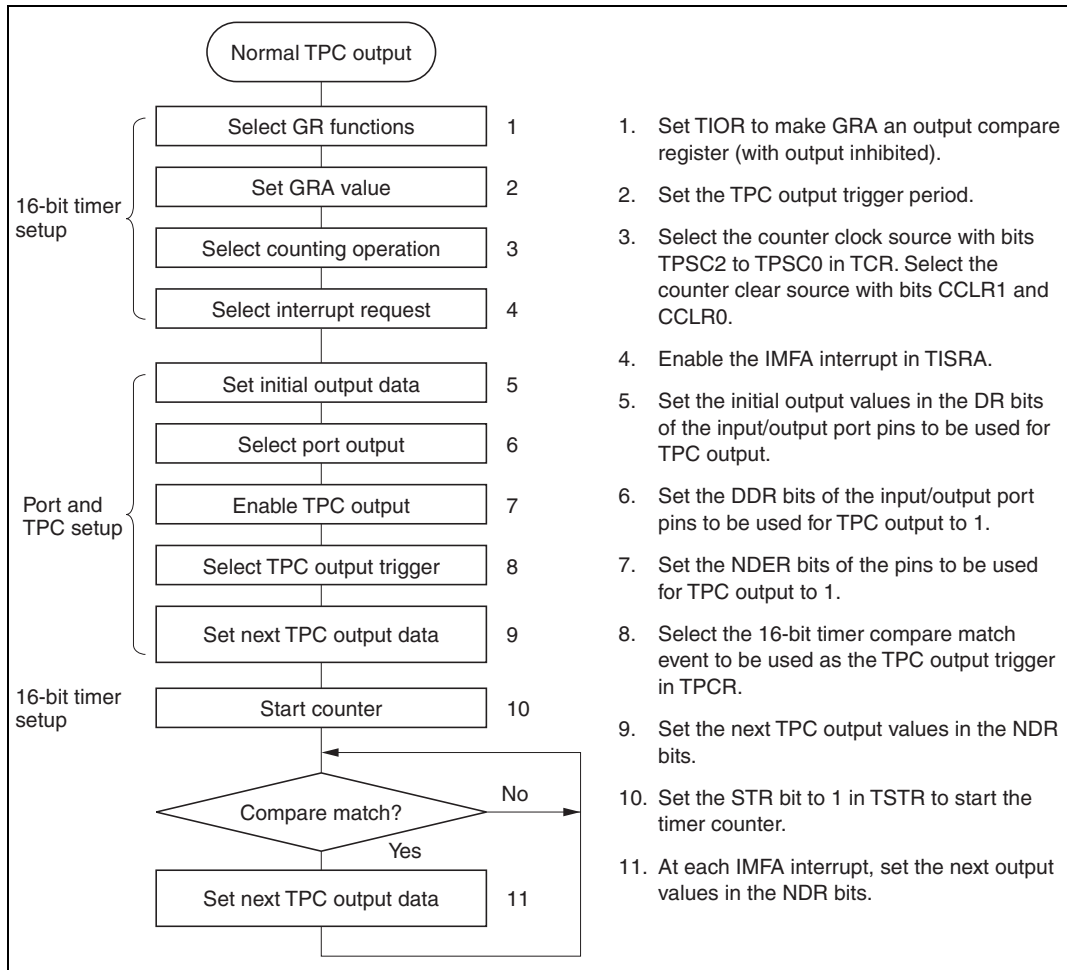 Normal TPC output
16-bit timer
setup
Select GR functions 1
Set GRA value 2
Select counting operation 3
Select interrupt request 4
Port and
TPC setup
Set initial output data 5
Select port output 6
Enable TPC output 7
Select TPC output trigger 8
Set next TPC output data 9
16-bit timer
setup
Start counter 10
Compare match?
No
Yes
Set next TPC output data 11
1. Set TIOR to make GRA an output compare
register (with output inhibited).
2. Set the TPC output trigger period.
3. Select the counter clock source with bits
TPSC2 to TPSC0 in TCR. Select the
counter clear source with bits CCLR1 and
CCLR0.
4. Enable the IMFA interrupt in TISRA.
5. Set the initial output values in the DR bits
of the input/output port pins to be used for
TPC output.
6. Set the DDR bits of the input/output port
pins to be used for TPC output to 1.
7. Set the NDER bits of the pins to be used
for TPC output to 1.
8. Select the 16-bit timer compare match
event to be used as the TPC output trigger
in TPCR.
9. Set the next TPC output values in the NDR
bits.
10. Set the STR bit to 1 in TSTR to start the
timer counter.
11. At each IMFA interrupt, set the next output
values in the NDR bits.